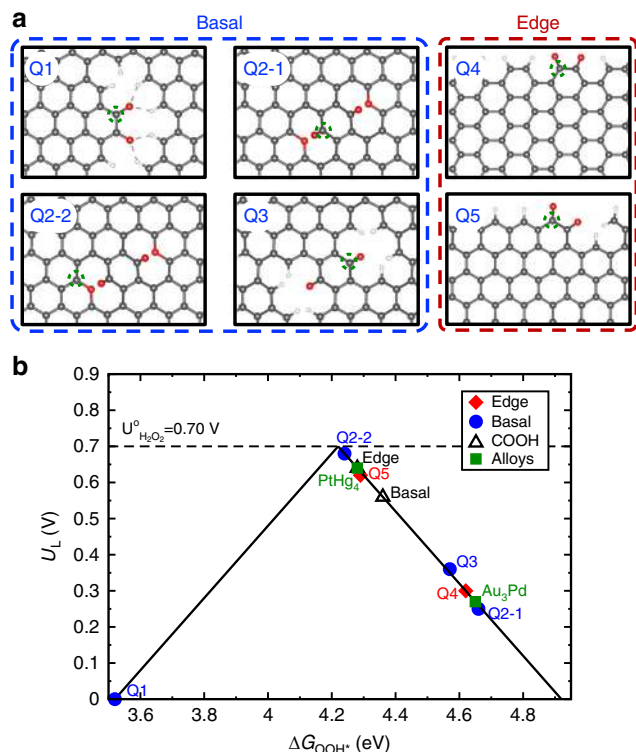 a
Basal
Edge
Q1
Q2-1
Q4
Q2-2
Q3
Q5
b
0.9
0.8
0.7
0.6
0.5
0.4
0.3
0.2
0.1
0
U_L (V)
U°_H₂O₂=0.70 V
Edge
Basal
COOH
Alloys
Q2-2
Edge
PtHg₄
Q5
Basal
Q3
Q4
Au₃Pd
Q2-1
Q1
3.6
3.8
4
4.2
4.4
4.6
4.8
ΔG_OOH* (eV)